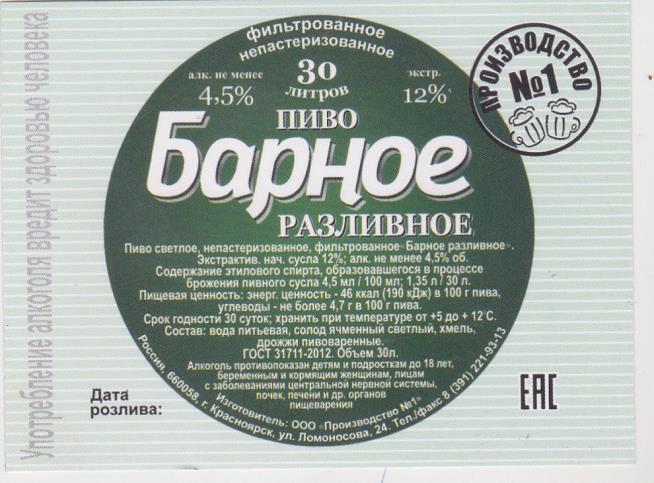 Употребление алкоголя вредит здоровью человека
фильтрованное
непастеризованное
алк. не менее
4,5%
30
литров
экстр.
12%
ПРОИЗВОДСТВО
№1
ПИВО
Барное
РАЗЛИВНОЕ
Пиво светлое, непастеризованное, фильтрованное «Барное разливное».
Экстрактив. нач. сусла 12%; алк. не менее 4,5% об.
Содержание этилового спирта, образовавшегося в процессе
брожения пивного сусла 4,5 мл / 100 мл; 1,35 л / 30 л.
Пищевая ценность: энерг. ценность - 46 ккал (190 кДж) в 100 г пива,
углеводы - не более 4,7 г в 100 г пива.
Срок годности 30 суток; хранить при температуре от +5 до + 12 С.
Состав: вода питьевая, солод ячменный светлый, хмель,
дрожжи пивоваренные.
ГОСТ 31711-2012. Объем 30л.
Алкоголь противопоказан детям и подросткам до 18 лет,
беременным и кормящим женщинам, лицам
с заболеваниями центральной нервной системы,
почек, печени и др. органов
пищеварения
Изготовитель: ООО «Производство №1»
Россия, 660058, г. Красноярск, ул. Ломоносова, 24. Тел./факс 8 (391) 221-93-13
Дата
розлива:
EAC